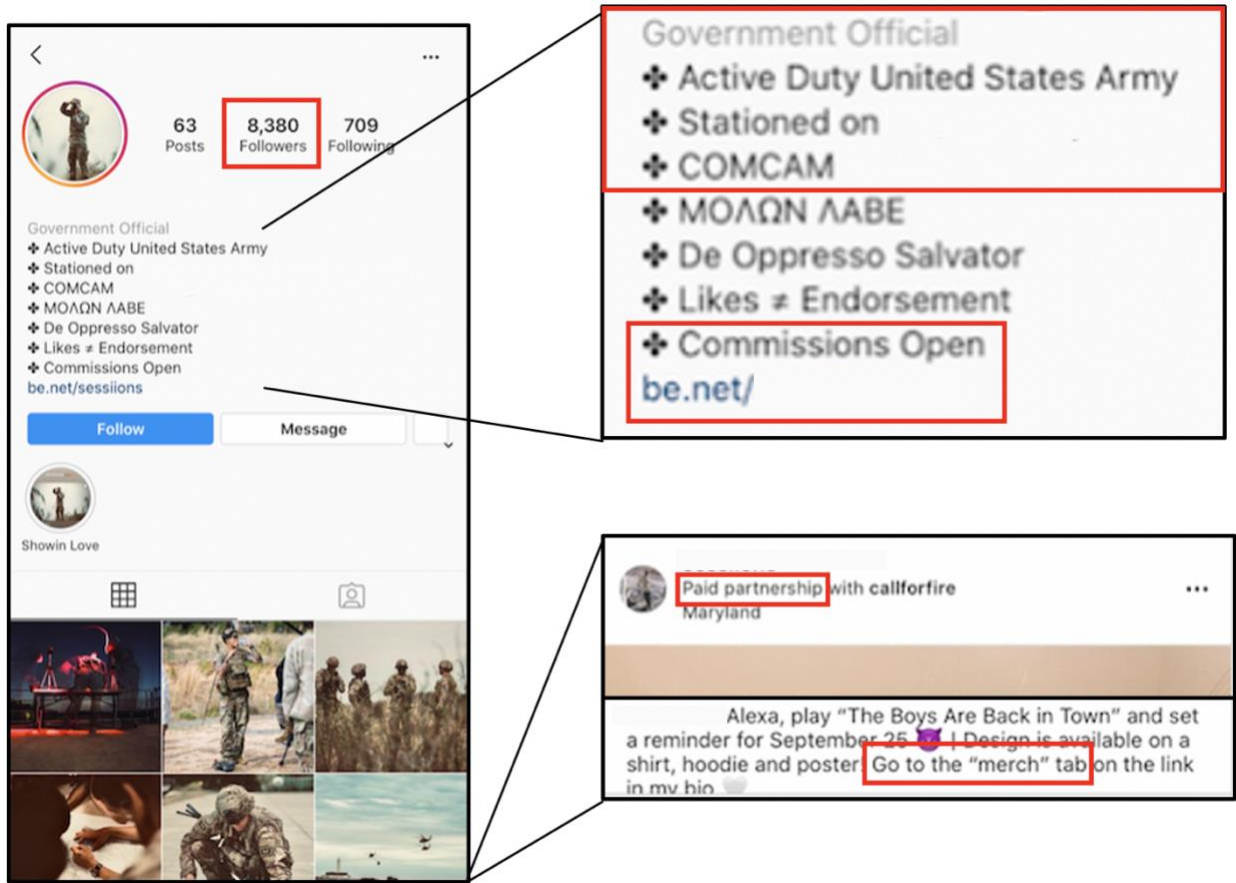 63
8,380
709
Posts
Followers
Following
Government Official
✤ Active Duty United States Army
✤ Stationed on
✤ COMCAM
✤ ΜΟΛΩΝ ΛΑΒΕ
✤ De Oppresso Salvator
✤ Likes ≠ Endorsement
✤ Commissions Open
be.net/sessiions
Follow
Message
Showin Love
Government Official
✤ Active Duty United States Army
✤ Stationed on
✤ COMCAM
✤ ΜΟΛΩΝ ΛΑΒΕ
✤ De Oppresso Salvator
✤ Likes ≠ Endorsement
✤ Commissions Open
be.net/
Paid partnership with callforfire
Maryland
Alexa, play “The Boys Are Back in Town” and set
a reminder for September 25 😈 | Design is available on a
shirt, hoodie and poster! Go to the “merch” tab on the link
in my bio 🤍